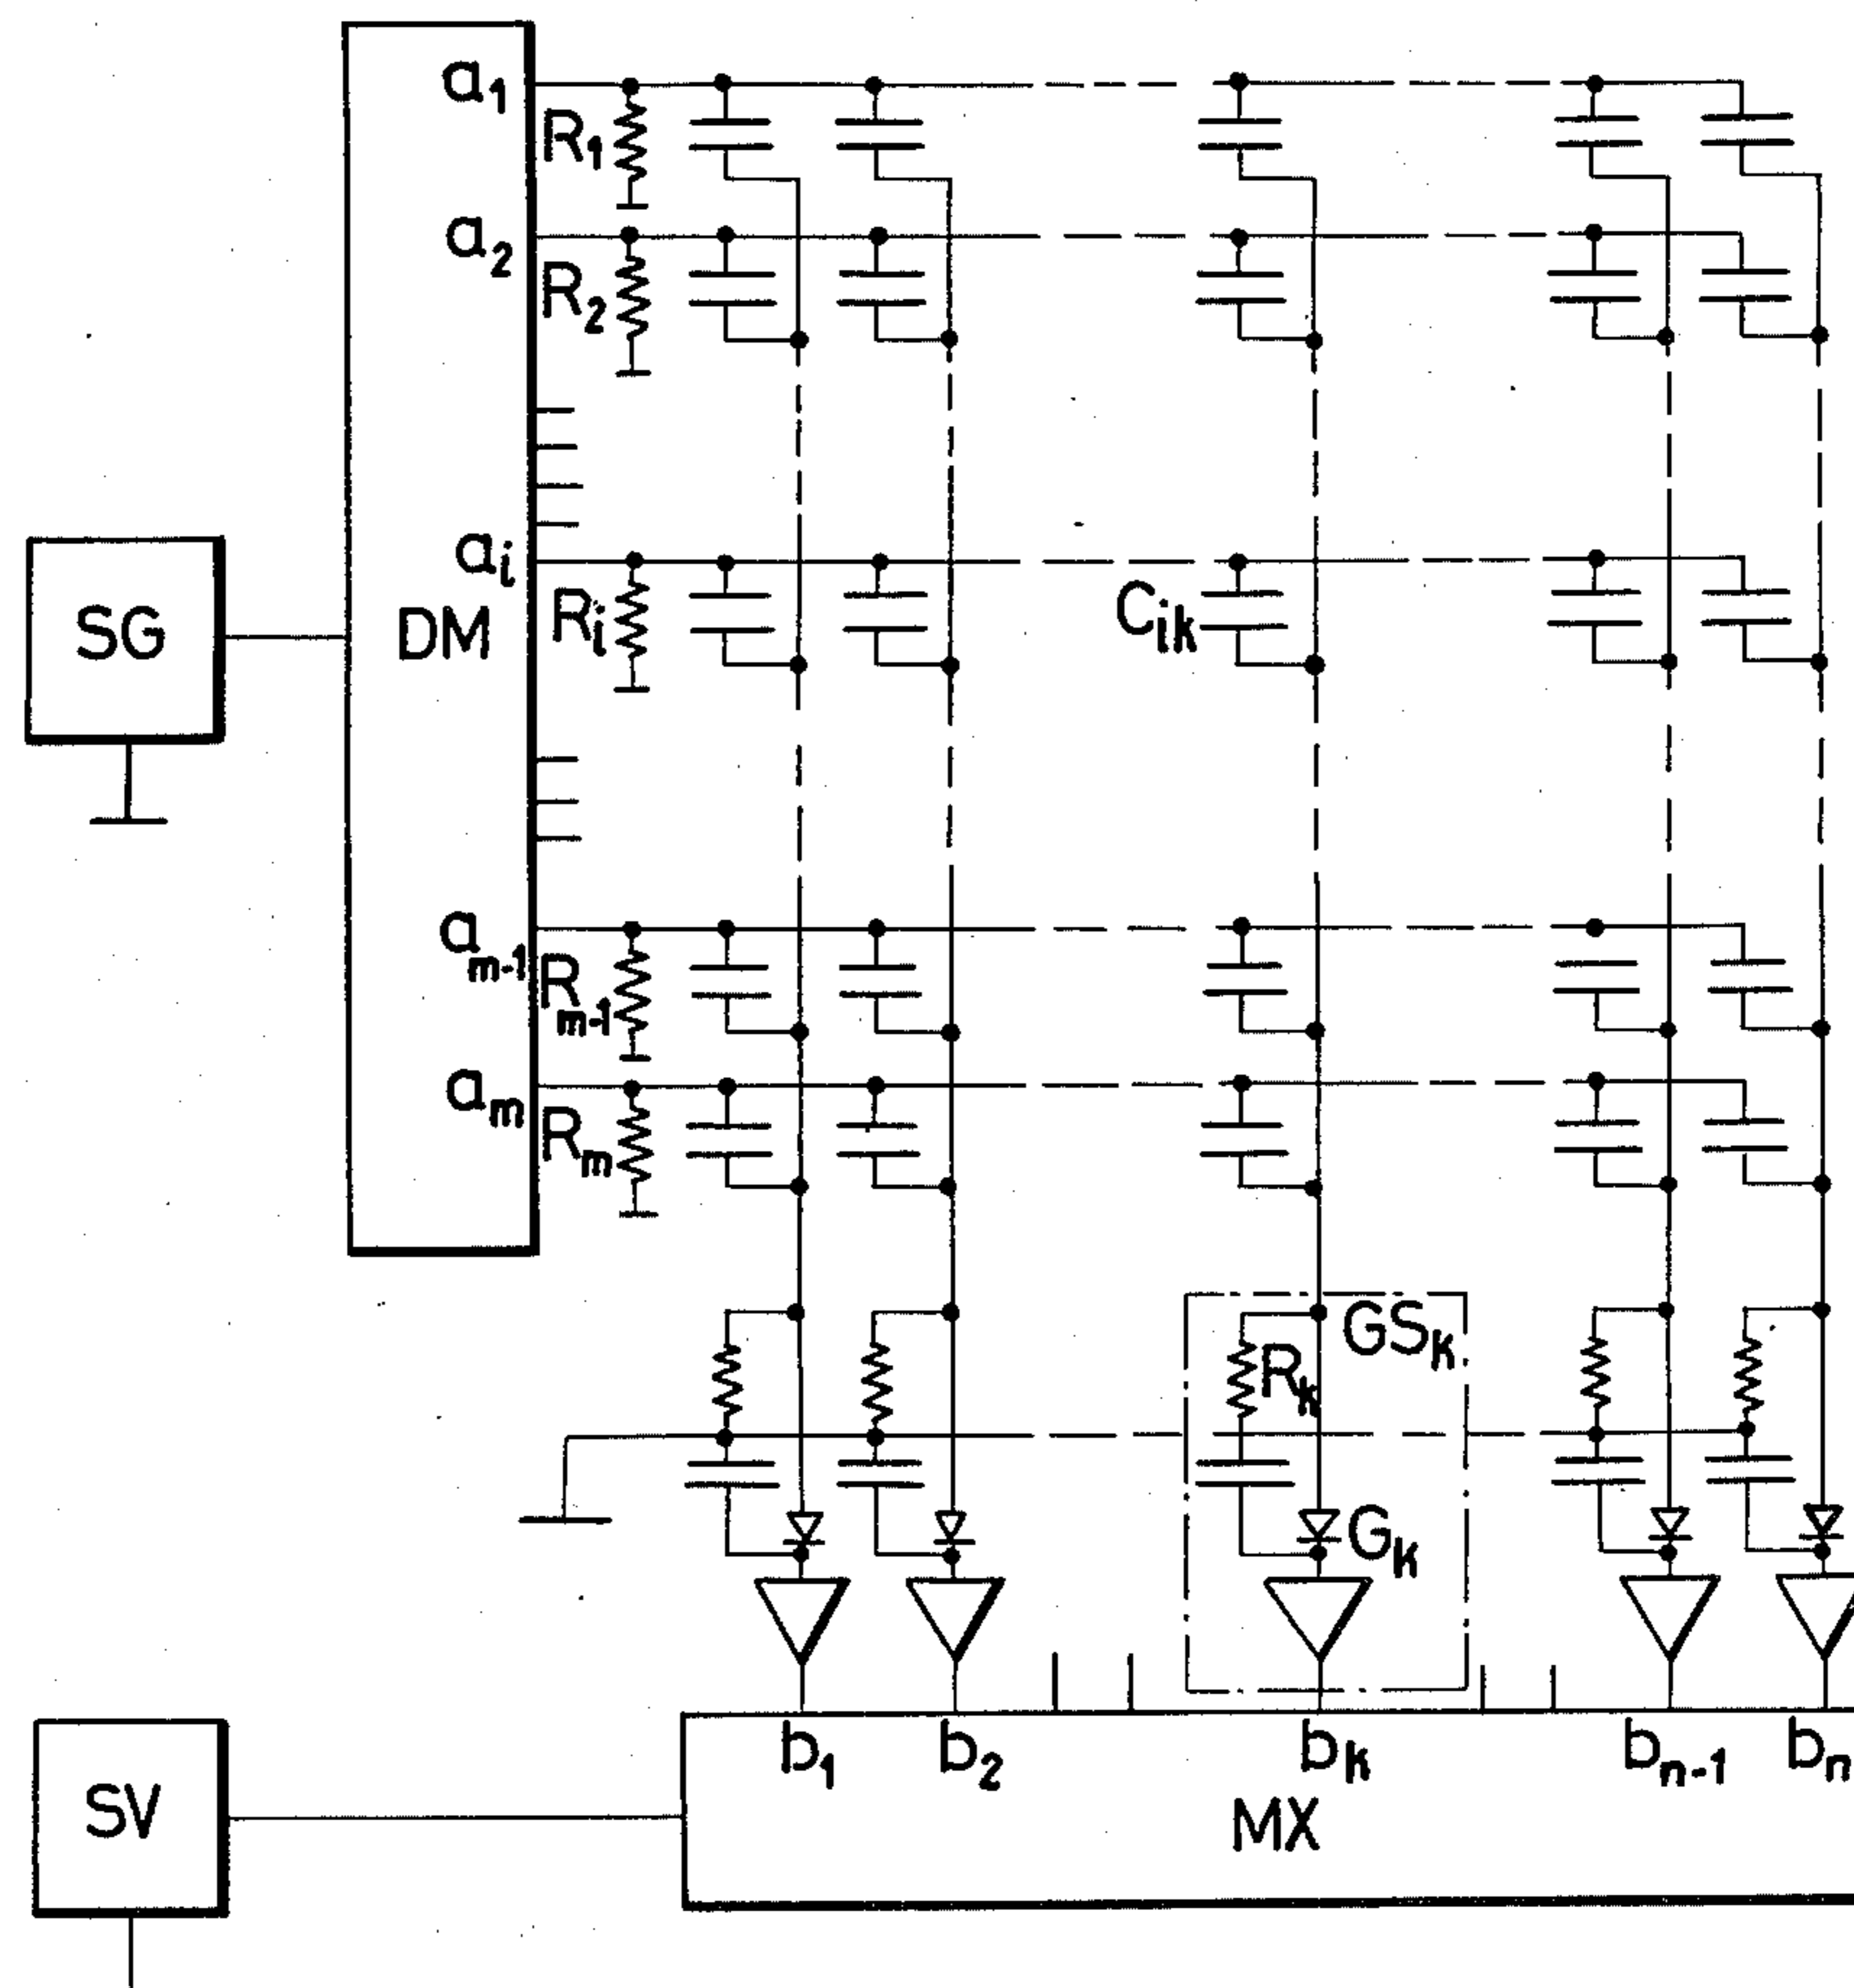 a1
R1
a2
R2
ai
SG
DM
Ri
Cik
am-1
Rm-1
am
Rm
GSk
Rk
Gk
b1 b2 bk bn-1 bn
SV
MX